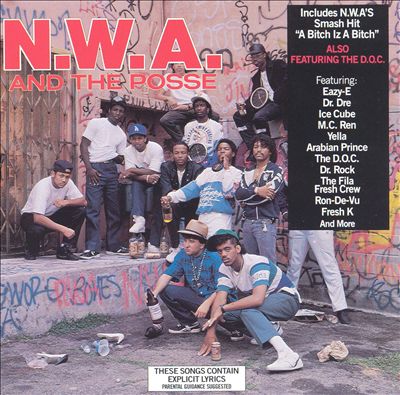 N.W.A.
AND THE POSSE
Includes N.W.A'S
Smash Hit
"A Bitch Iz A Bitch"
ALSO
FEATURING THE D.O.C.
Featuring:
Eazy-E
Dr. Dre
Ice Cube
M.C. Ren
Yella
Arabian Prince
The D.O.C.
Dr. Rock
The Fila
Fresh Crew
Ron-De-Vu
Fresh K
And More
THESE SONGS CONTAIN
EXPLICIT LYRICS
PARENTAL GUIDANCE SUGGESTED